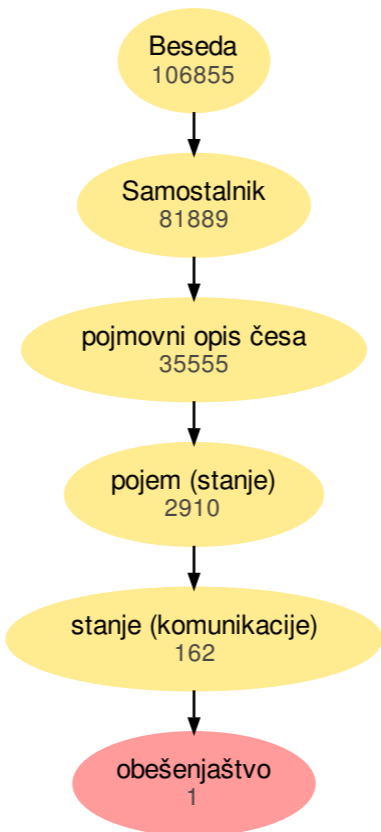 Beseda
106855
Samostalnik
81889
pojmovni opis česa
35555
pojem (stanje)
2910
stanje (komunikacije)
162
obešenjaštvo
1